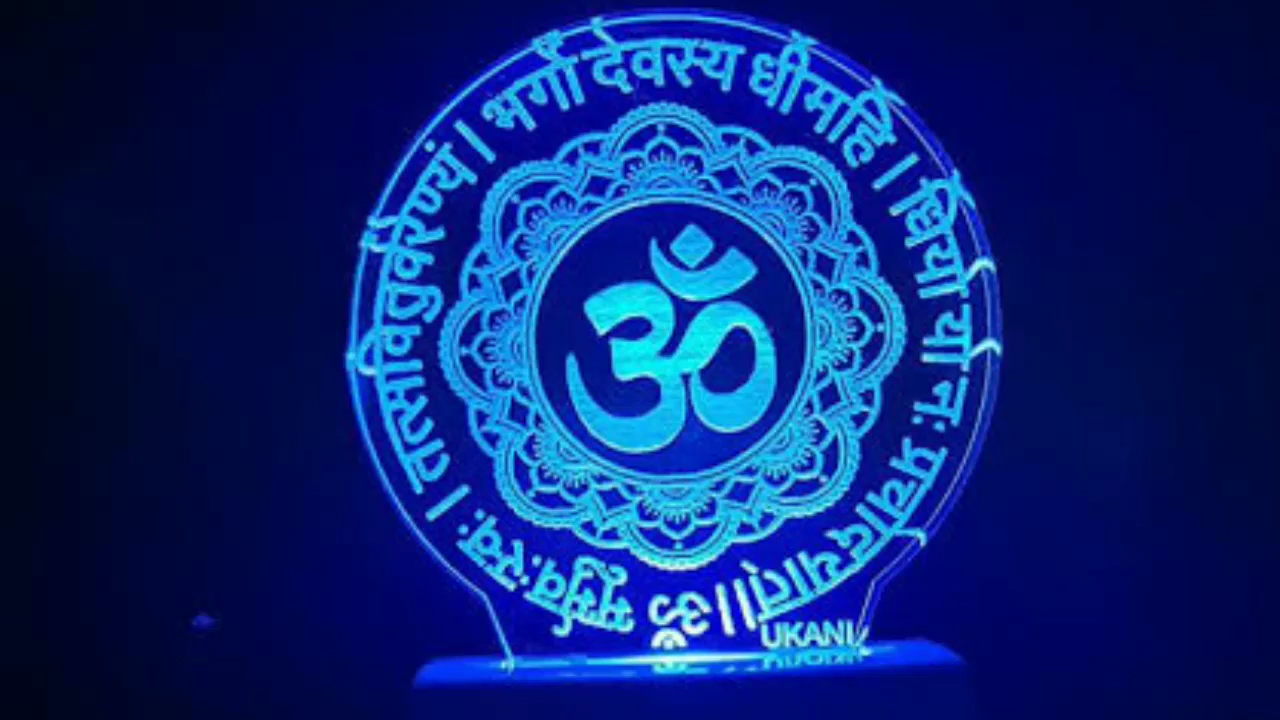 ॐ भूर्भुवः स्वः । तत्सवितुर्वरेण्यं । भर्गो देवस्य धीमहि । धियो यो नः प्रचोदयात् ||
ॐ
UKANI